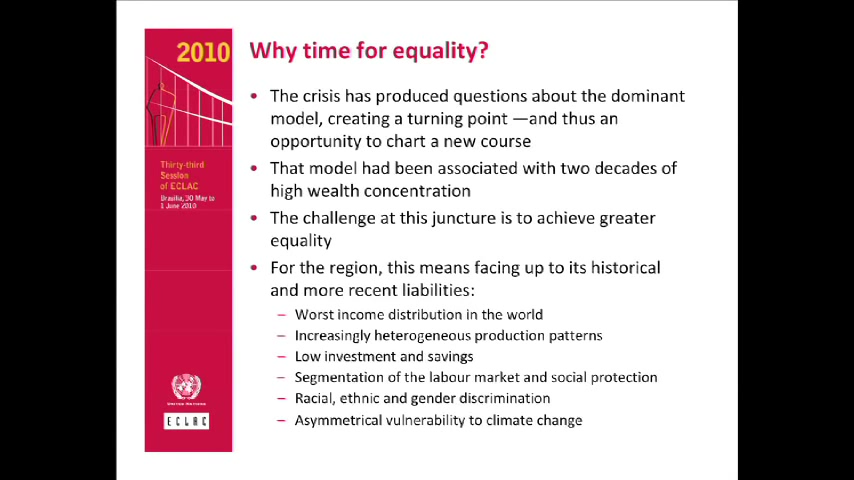 2010
Thirty-third
Session
of ECLAC
Brasilia, 30 May to
1 June 2010
ECLAC
Why time for equality?
• The crisis has produced questions about the dominant
model, creating a turning point —and thus an
opportunity to chart a new course
• That model had been associated with two decades of
high wealth concentration
• The challenge at this juncture is to achieve greater
equality
• For the region, this means facing up to its historical
and more recent liabilities:
– Worst income distribution in the world
– Increasingly heterogeneous production patterns
– Low investment and savings
– Segmentation of the labour market and social protection
– Racial, ethnic and gender discrimination
– Asymmetrical vulnerability to climate change